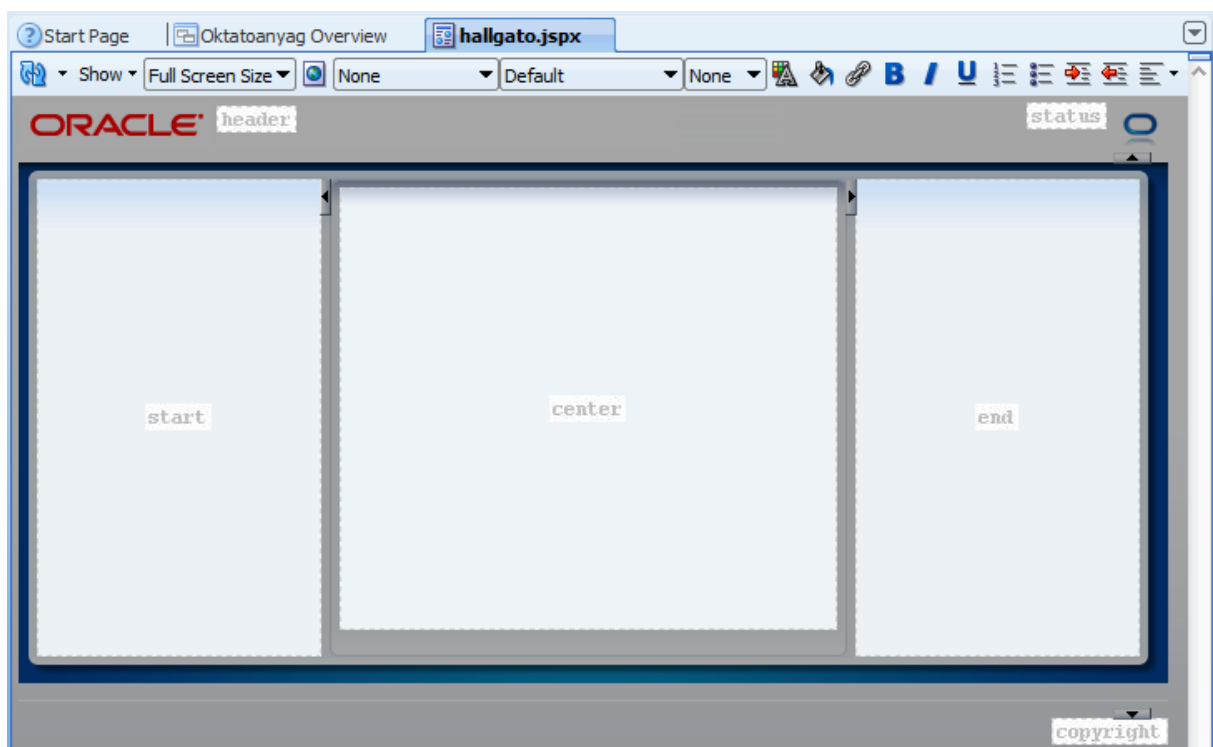 Start Page Oktatoanyag Overview hallgato.jspx
Show Full Screen Size None Default None B I U
ORACLE header status
start center end
copyright